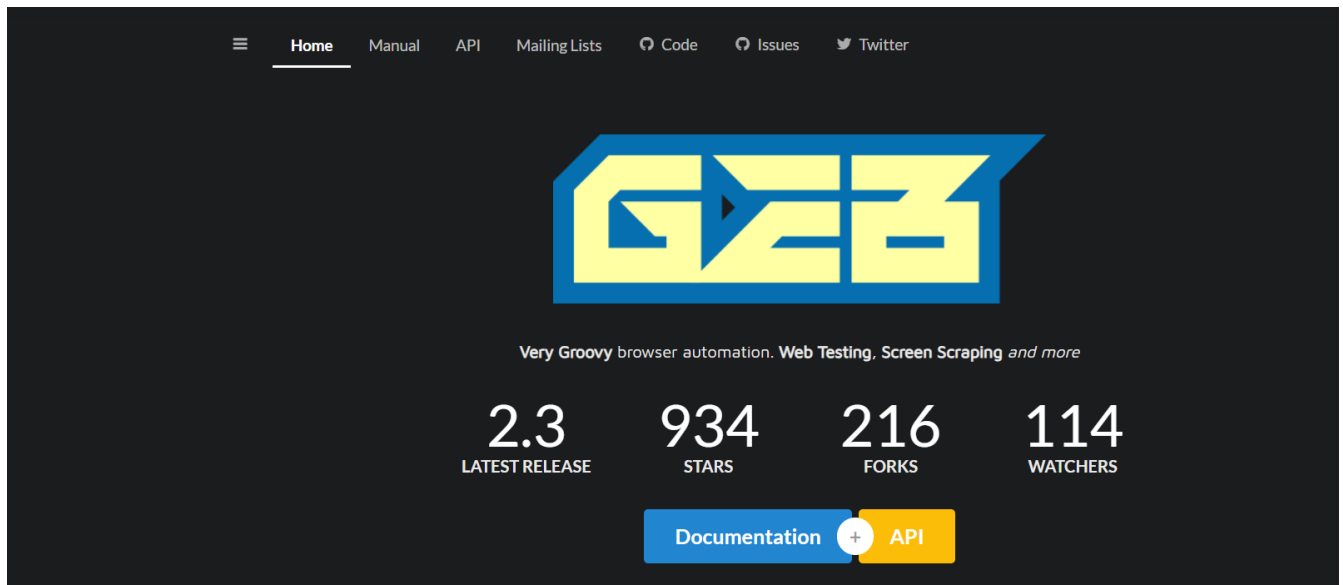 Home Manual API Mailing Lists Code Issues Twitter
GEB
Very Groovy browser automation. Web Testing, Screen Scraping and more
2.3 934 216 114
LATEST RELEASE STARS FORKS WATCHERS
Documentation + API